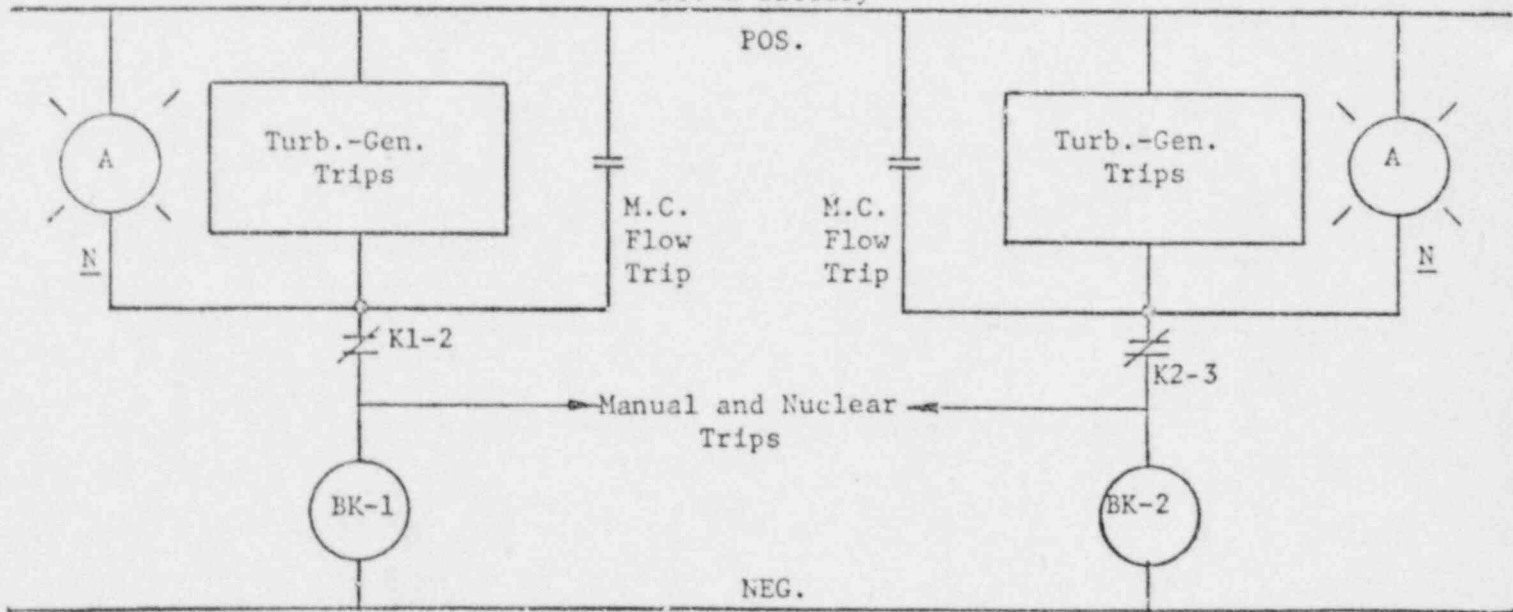 POS.
A
Turb.-Gen.
Trips
M.C.
Flow
Trip
N
K1-2
M.C.
Flow
Trip
Turb.-Gen.
Trips
A
N
K2-3
Manual and Nuclear
Trips
BK-1
BK-2
NEG.